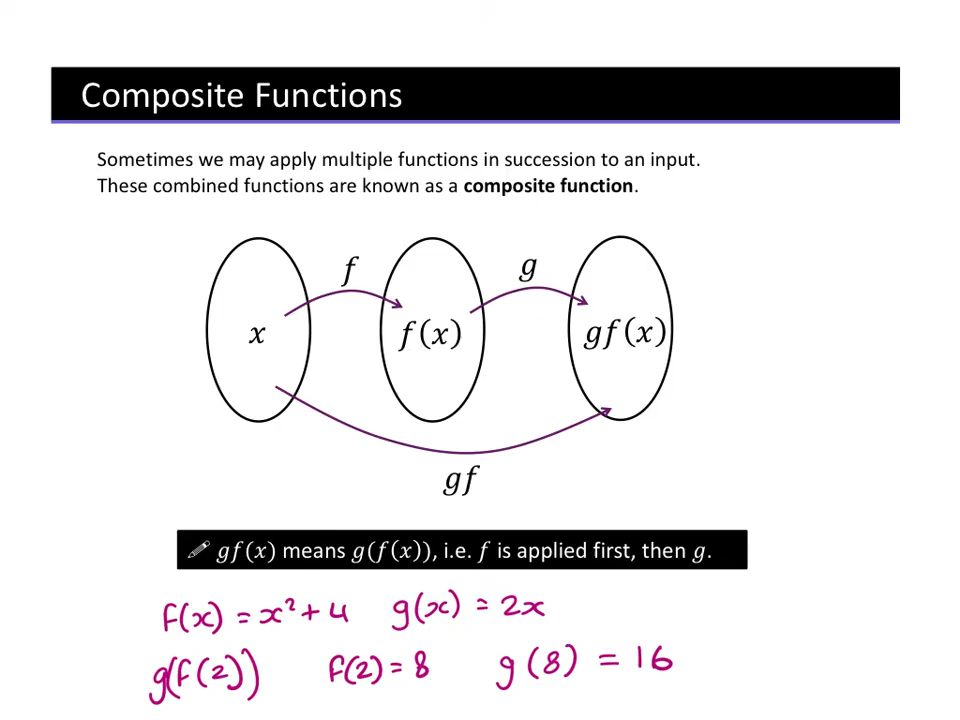 Composite Functions
Sometimes we may apply multiple functions in succession to an input.
These combined functions are known as a composite function.
f g
x f(x) gf(x)
gf
gf(x) means g(f(x)), i.e. f is applied first, then g.
f(x) = x² + 4 g(x) = 2x
g(f(2)) f(2) = 8 g(8) = 16